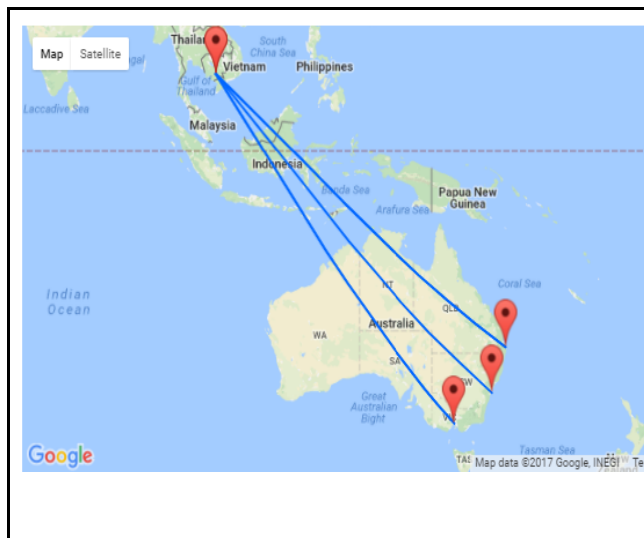 Map Satellite
Thailand
South
China Sea
Vietnam
Philippines
Gulf of
Thailand
Laccadive Sea
Malaysia
Indonesia
Banda Sea
Papua New
Guinea
Arafura Sea
Indian
Ocean
Coral Sea
NT
QLD
Australia
WA
SA
Great
Australian
Bight
Tasman Sea
TAS
Google
Map data ©2017 Google, INEGI Te